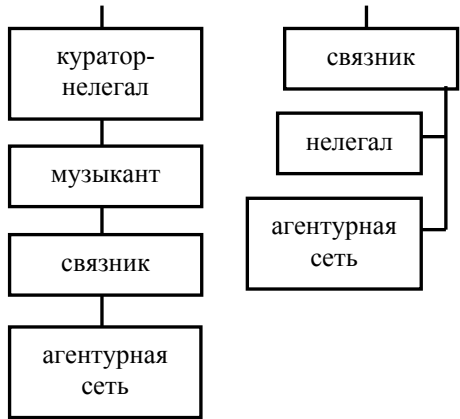 куратор-
нелегал
музыкант
связник
агентурная
сеть
связник
нелегал
агентурная
сеть